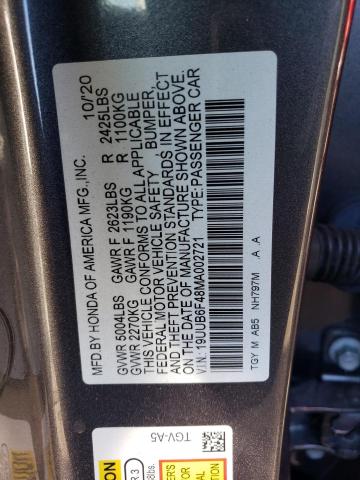 MFD.BY HONDA OF AMERICA MFG.,INC. 10/'20
GVWR 5004LBS GAWR F 2623LBS R 2425LBS
GVWR 2270KG GAWR F 1190KG R 1100KG
THIS VEHICLE CONFORMS TO ALL APPLICABLE
FEDERAL MOTOR VEHICLE SAFETY BUMPER,
AND THEFT PREVENTION STANDARDS IN EFFECT
ON THE DATE OF MANUFACTURE SHOWN ABOVE.
VIN: 19UUB6F48MA002721 TYPE:PASSENGER CAR
TGY M AB5 NH797M A A
TGV-A5